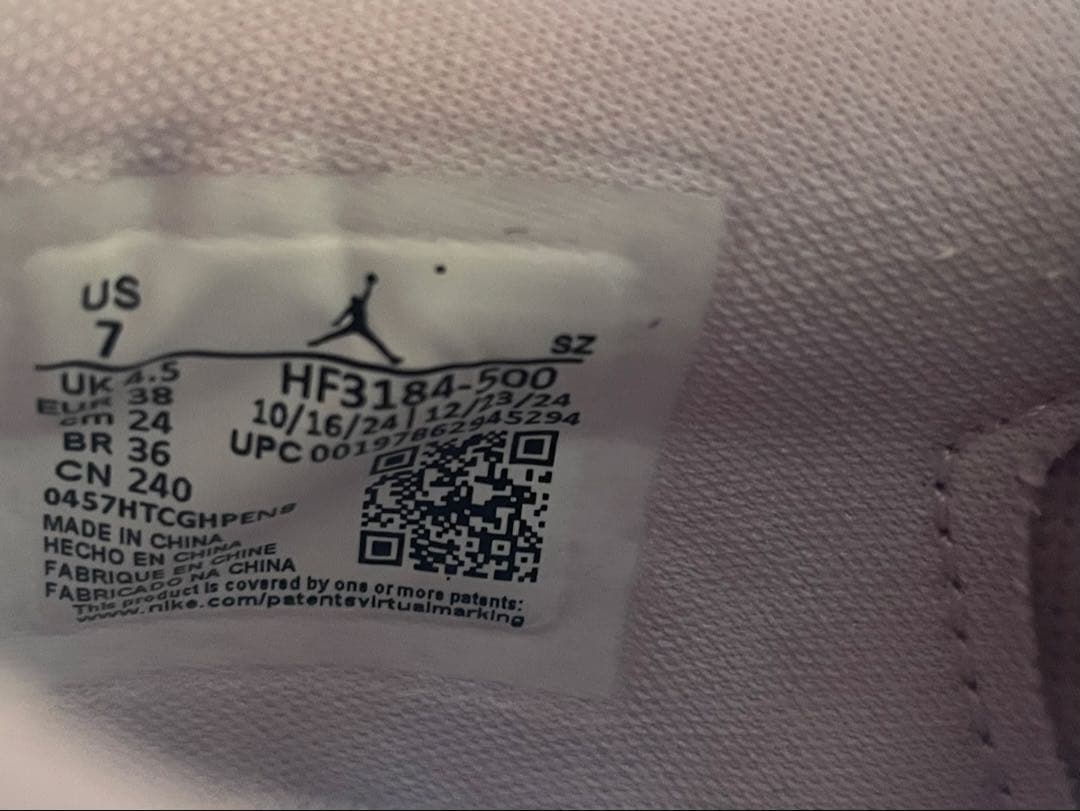 US
7
SZ
UK 4.5
EUR 38
cm 24
BR 36
CN 240
HF3184-500
10/16/24 | 12/23/24
UPC 00197862945294
0457HTCGHPENS
MADE IN CHINA
HECHO EN CHINA
FABRIQUE EN CHINE
FABRICADO NA CHINA
This product is covered by one or more patents:
www.nike.com/patentsvirtualmarking